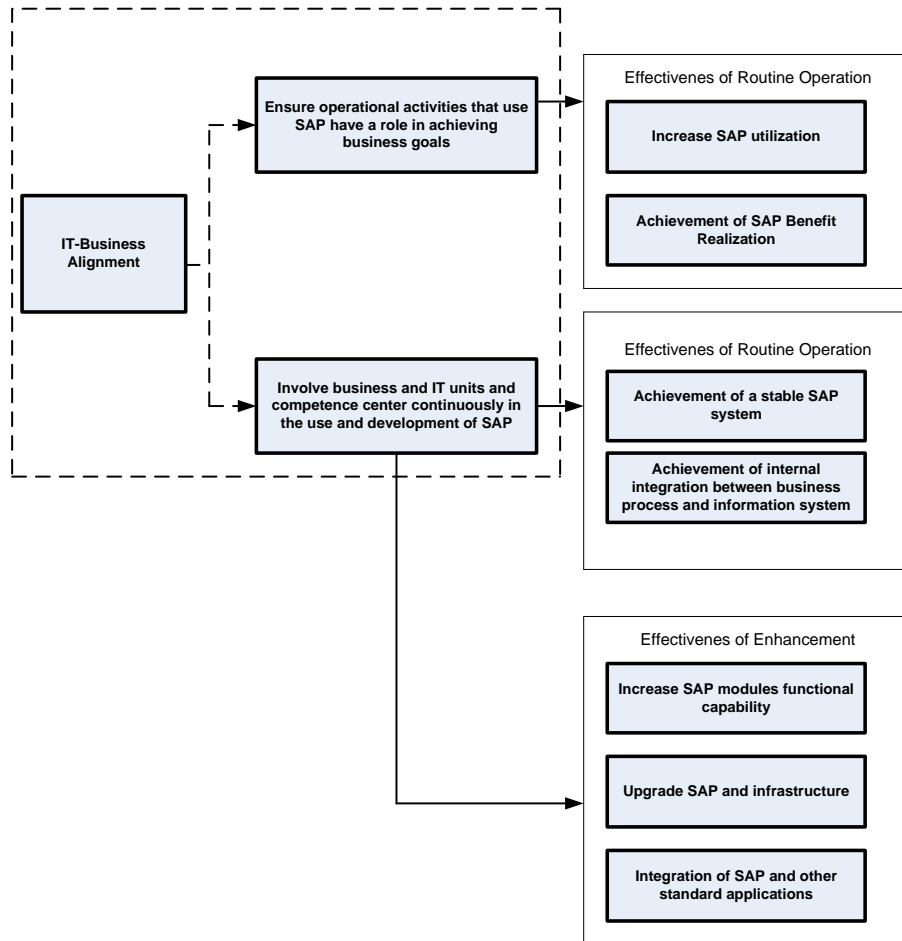 Effectivenes of Routine Operation
Ensure operational activities that use
SAP have a role in achieving
business goals
Increase SAP utilization
Achievement of SAP Benefit
Realization
IT-Business
Alignment
Effectivenes of Routine Operation
Involve business and IT units and
competence center continuously in
the use and development of SAP
Achievement of a stable SAP
system
Achievement of internal
integration between business
process and information system
Effectivenes of Enhancement
Increase SAP modules functional
capability
Upgrade SAP and infrastructure
Integration of SAP and other
standard applications